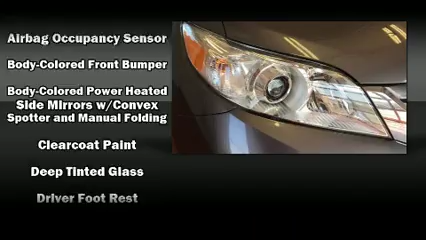 Airbag Occupancy Sensor
Body-Colored Front Bumper
Body-Colored Power Heated
Side Mirrors w/Convex
Spotter and Manual Folding
Clearcoat Paint
Deep Tinted Glass
Driver Foot Rest